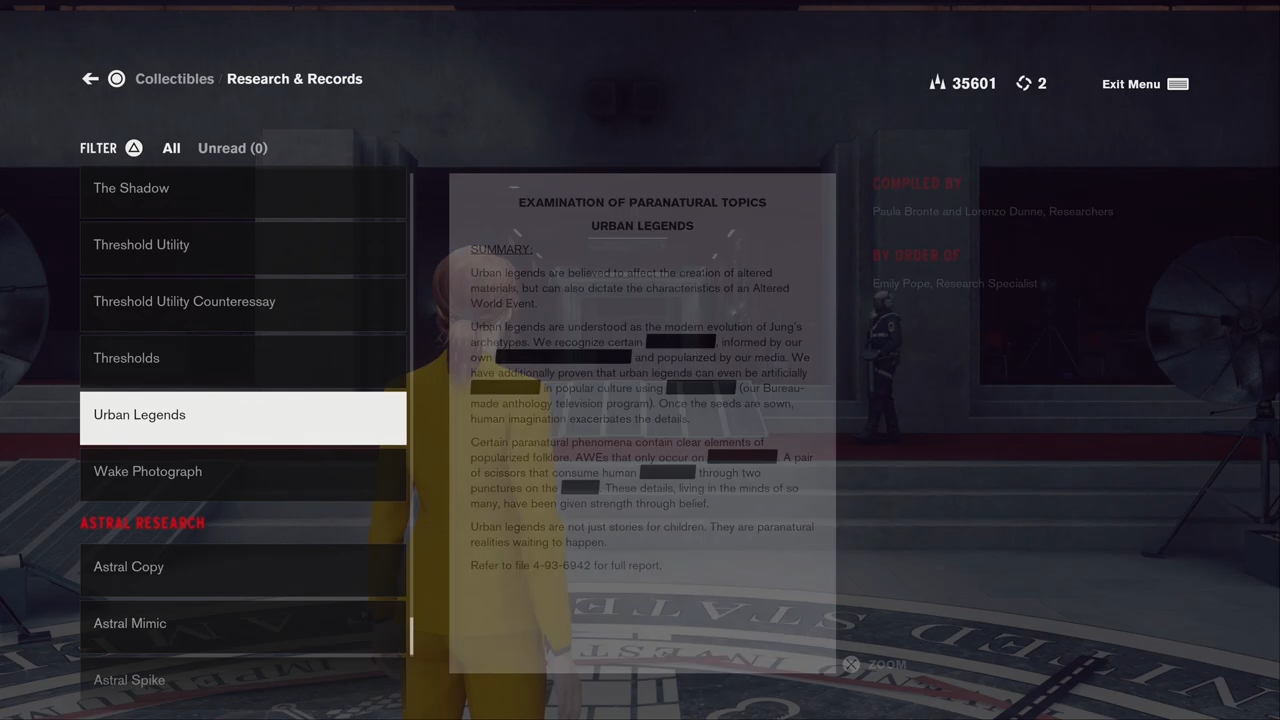 Collectibles / Research & Records
35601
2
Exit Menu
FILTER All Unread (0)
The Shadow
Threshold Utility
Threshold Utility Counteressay
Thresholds
Urban Legends
Wake Photograph
ASTRAL RESEARCH
Astral Copy
Astral Mimic
Astral Spike
EXAMINATION OF PARANATURAL TOPICS
URBAN LEGENDS
SUMMARY:
Urban legends are believed to affect the creation of altered
materials, but can also dictate the characteristics of an Altered
World Event.
Urban legends are understood as the modern evolution of Jung's
archetypes. We recognize certain , informed by our
own and popularized by our media. We
have additionally proven that urban legends can even be artificially
in popular culture using (our Bureau-
made anthology television program). Once the seeds are sown,
human imagination exacerbates the details.
Certain paranatural phenomena contain clear elements of
popularized folklore. AWEs that only occur on . A pair
of scissors that consume human through two
punctures on the . These details, living in the minds of so
many, have been given strength through belief.
Urban legends are not just stories for children. They are paranatural
realities waiting to happen.
Refer to file 4-93-6942 for full report.
COMPILED BY
Paula Bronte and Lorenzo Dunne, Researchers
BY ORDER OF
Emily Pope, Research Specialist
ZOOM
STATE